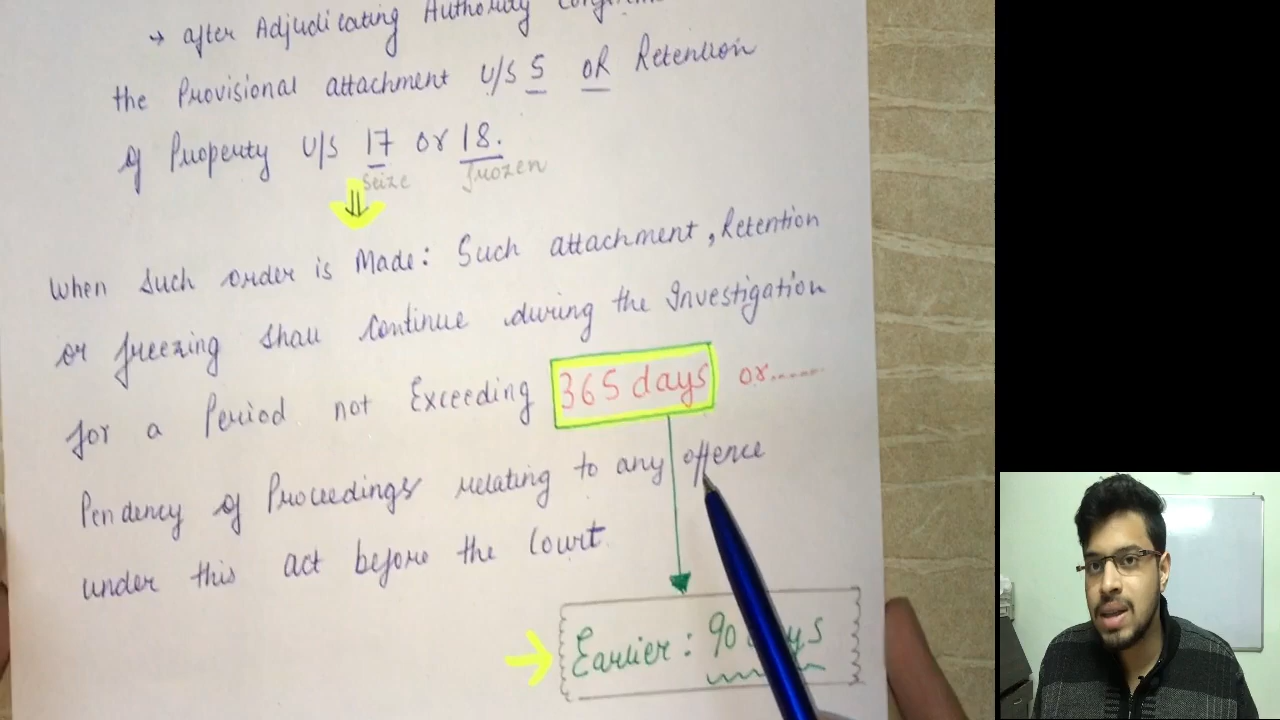 → after Adjudicating Authority
the Provisional attachment U/S 5 OR Retention
of Property U/S 17 or 18.
Seize frozen
When Such order is Made: Such attachment, Retention
or freezing shall Continue during the Investigation
for a Period not Exceeding 365 days or......
Pendency of Proceedings relating to any offence
under this act before the Court.
Earlier: 90 days